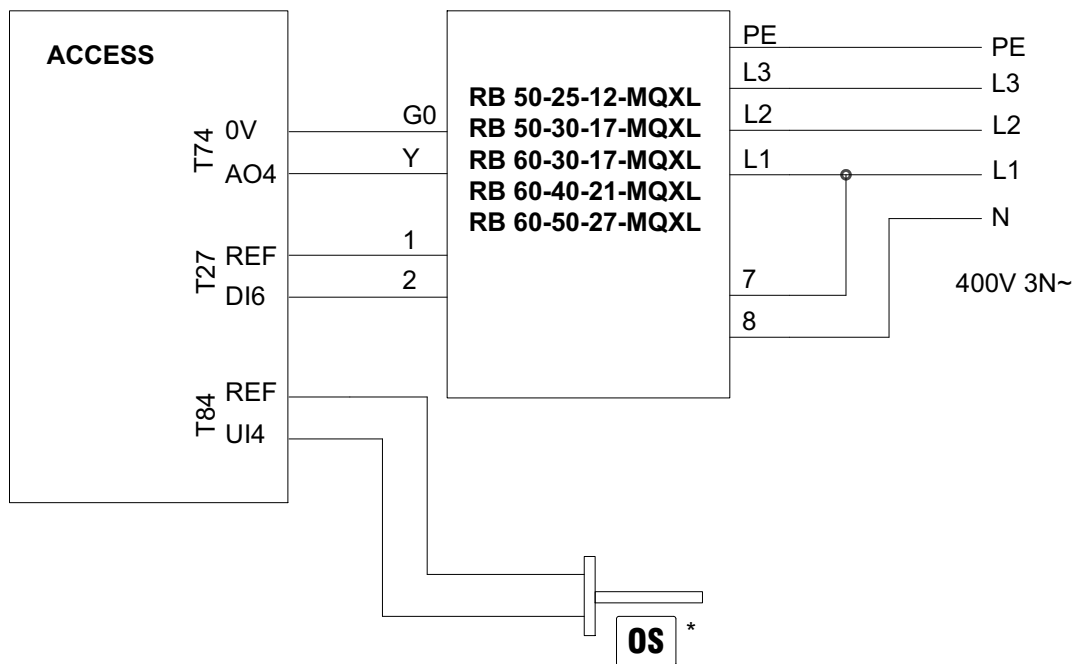 ACCESS
T74
0V
AO4
T27
REF
DI6
T84
REF
UI4
G0
Y
1
2
RB 50-25-12-MQXL
RB 50-30-17-MQXL
RB 60-30-17-MQXL
RB 60-40-21-MQXL
RB 60-50-27-MQXL
PE
L3
L2
L1
7
8
PE
L3
L2
L1
N
400V 3N~
OS *